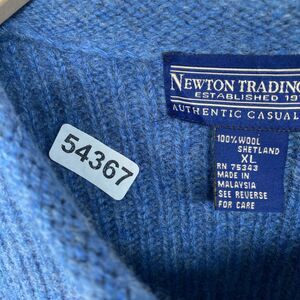 NEWTON TRADING
ESTABLISHED 19
AUTHENTIC CASUAL
54367
100% WOOL
SHETLAND
XL
RN 75343
MADE IN
MALAYSIA
SEE REVERSE
FOR CARE